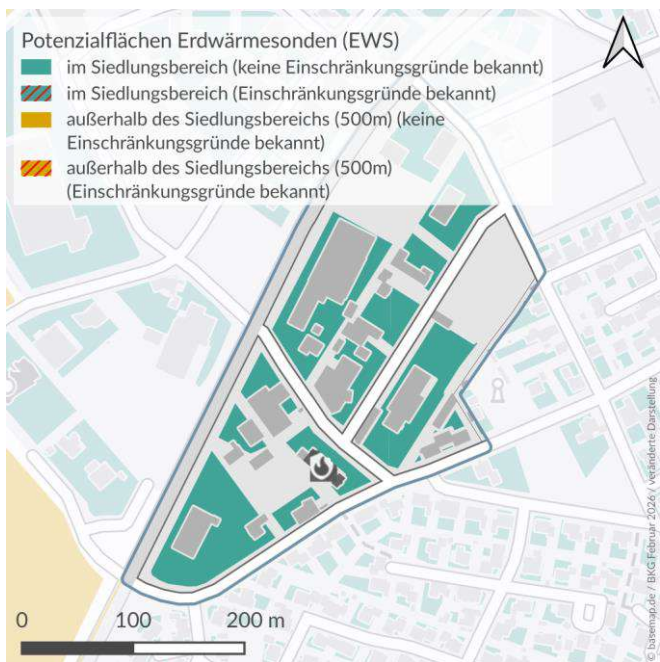 Potenzialflächen Erdwärmesonden (EWS)
im Siedlungsbereich (keine Einschränkungsgründe bekannt)
im Siedlungsbereich (Einschränkungsgründe bekannt)
außerhalb des Siedlungsbereichs (500m) (keine
Einschränkungsgründe bekannt)
außerhalb des Siedlungsbereichs (500m)
(Einschränkungsgründe bekannt)
0 100 200 m
© basemap.de / BKG Februar 2026 / veränderte Darstellung